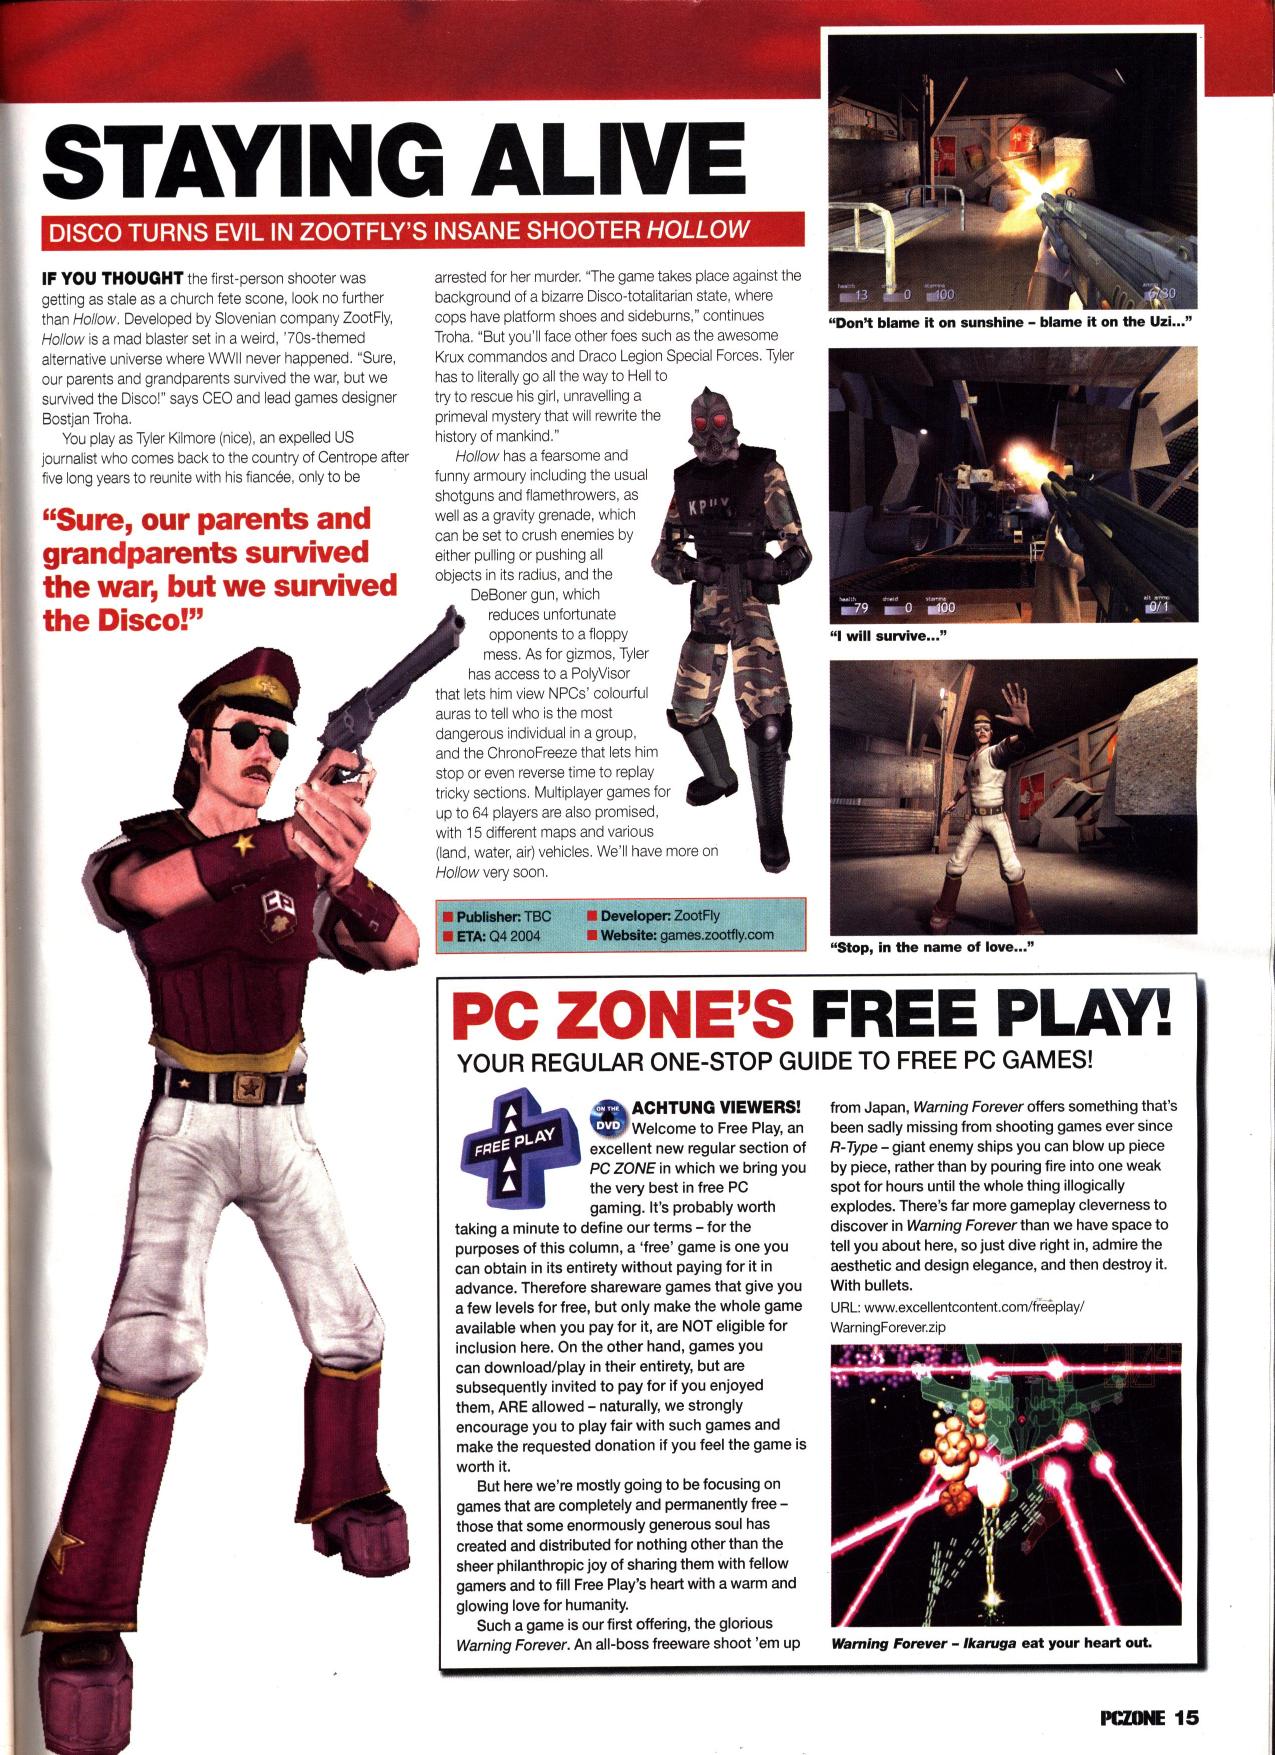 STAYING ALIVE
DISCO TURNS EVIL IN ZOOTFLY'S INSANE SHOOTER HOLLOW
IF YOU THOUGHT the first-person shooter was
getting as stale as a church fete scone, look no further
than Hollow. Developed by Slovenian company ZootFly,
Hollow is a mad blaster set in a weird, '70s-themed
alternative universe where WWII never happened. "Sure,
our parents and grandparents survived the war, but we
survived the Disco!" says CEO and lead games designer
Bostjan Troha.
You play as Tyler Kilmore (nice), an expelled US
journalist who comes back to the country of Centrope after
five long years to reunite with his fiancée, only to be
"Sure, our parents and
grandparents survived
the war, but we survived
the Disco!"
arrested for her murder. "The game takes place against the
background of a bizarre Disco-totalitarian state, where
cops have platform shoes and sideburns," continues
Troha. "But you'll face other foes such as the awesome
Krux commandos and Draco Legion Special Forces. Tyler
has to literally go all the way to Hell to
try to rescue his girl, unravelling a
primeval mystery that will rewrite the
history of mankind."
Hollow has a fearsome and
funny armoury including the usual
shotguns and flamethrowers, as
well as a gravity grenade, which
can be set to crush enemies by
either pulling or pushing all
objects in its radius, and the
DeBoner gun, which
reduces unfortunate
opponents to a floppy
mess. As for gizmos, Tyler
has access to a PolyVisor
that lets him view NPCs' colourful
auras to tell who is the most
dangerous individual in a group,
and the ChronoFreeze that lets him
stop or even reverse time to replay
tricky sections. Multiplayer games for
up to 64 players are also promised,
with 15 different maps and various
(land, water, air) vehicles. We'll have more on
Hollow very soon.
KRUX
CP
Publisher: TBC
Developer: ZootFly
ETA: Q4 2004
Website: games.zootfly.com
health 13 shield 0 stamina 100
ammo 6/30
"Don't blame it on sunshine – blame it on the Uzi..."
health 79 shield 0 stamina 100
alt ammo 0/1
"I will survive..."
"Stop, in the name of love..."
PC ZONE'S FREE PLAY!
YOUR REGULAR ONE-STOP GUIDE TO FREE PC GAMES!
FREE PLAY
ON THE
DVD
ACHTUNG VIEWERS!
Welcome to Free Play, an
excellent new regular section of
PC ZONE in which we bring you
the very best in free PC
gaming. It's probably worth
taking a minute to define our terms – for the
purposes of this column, a 'free' game is one you
can obtain in its entirety without paying for it in
advance. Therefore shareware games that give you
a few levels for free, but only make the whole game
available when you pay for it, are NOT eligible for
inclusion here. On the other hand, games you
can download/play in their entirety, but are
subsequently invited to pay for if you enjoyed
them, ARE allowed – naturally, we strongly
encourage you to play fair with such games and
make the requested donation if you feel the game is
worth it.
But here we're mostly going to be focusing on
games that are completely and permanently free –
those that some enormously generous soul has
created and distributed for nothing other than the
sheer philanthropic joy of sharing them with fellow
gamers and to fill Free Play's heart with a warm and
glowing love for humanity.
Such a game is our first offering, the glorious
Warning Forever. An all-boss freeware shoot 'em up
from Japan, Warning Forever offers something that's
been sadly missing from shooting games ever since
R-Type – giant enemy ships you can blow up piece
by piece, rather than by pouring fire into one weak
spot for hours until the whole thing illogically
explodes. There's far more gameplay cleverness to
discover in Warning Forever than we have space to
tell you about here, so just dive right in, admire the
aesthetic and design elegance, and then destroy it.
With bullets.
URL: www.excellentcontent.com/freeplay/
WarningForever.zip
Warning Forever – Ikaruga eat your heart out.
PCZONE 15